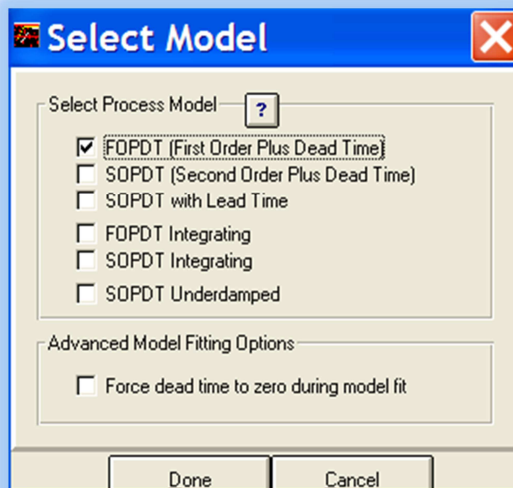 Select Model
Select Process Model ?
FOPDT (First Order Plus Dead Time)
SOPDT (Second Order Plus Dead Time)
SOPDT with Lead Time
FOPDT Integrating
SOPDT Integrating
SOPDT Underdamped
Advanced Model Fitting Options
Force dead time to zero during model fit
Done Cancel